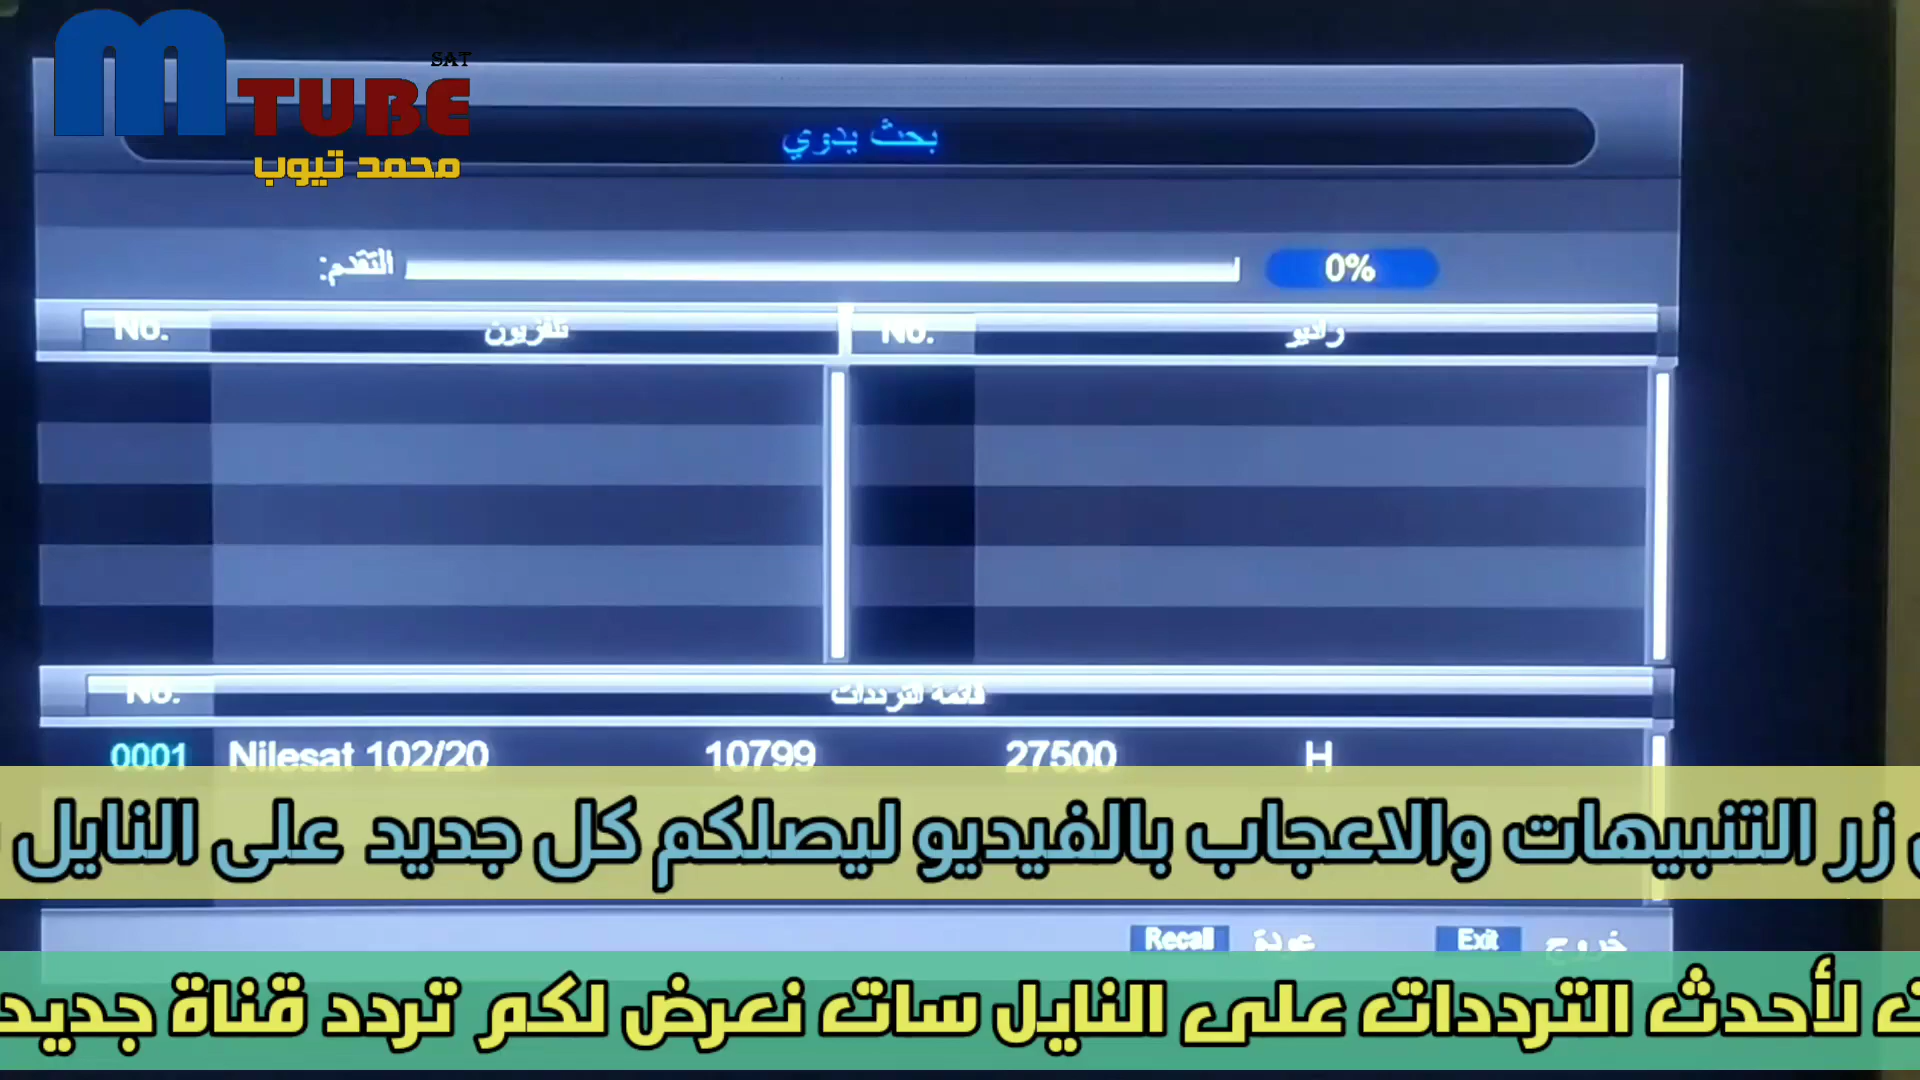 M TUBE SAT
محمد تيوب
بحث يدوي
التقدم: 0%
No. تلفزيون No. راديو
No. قائمة الترددات
0001 Nilesat 102/20 10799 27500 H
زر التنبيهات والاعجاب بالفيديو ليصلكم كل جديد على النايل
Recall عودة Exit خروج
لأحدث الترددات على النايل سات نعرض لكم تردد قناة جديد